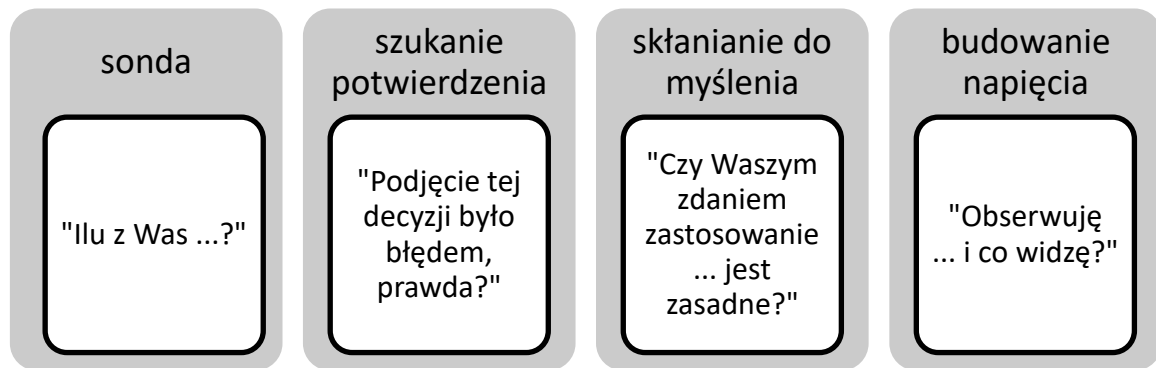 sonda
"Ilu z Was ...?"
szukanie
potwierdzenia
"Podjęcie tej
decyzji było
błędem,
prawda?"
skłanianie do
myślenia
"Czy Waszym
zdaniem
zastosowanie
... jest
zasadne?"
budowanie
napięcia
"Obserwuję
... i co widzę?"